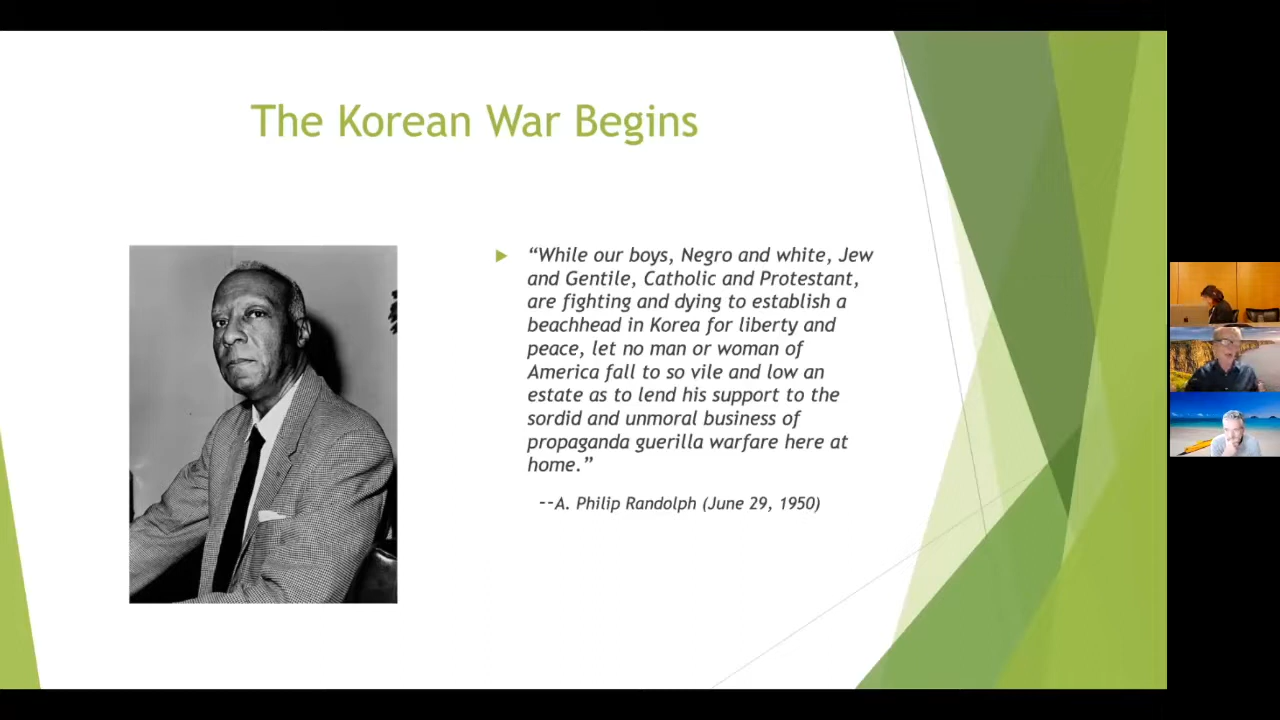 The Korean War Begins
“While our boys, Negro and white, Jew
and Gentile, Catholic and Protestant,
are fighting and dying to establish a
beachhead in Korea for liberty and
peace, let no man or woman of
America fall to so vile and low an
estate as to lend his support to the
sordid and unmoral business of
propaganda guerilla warfare here at
home.”
--A. Philip Randolph (June 29, 1950)